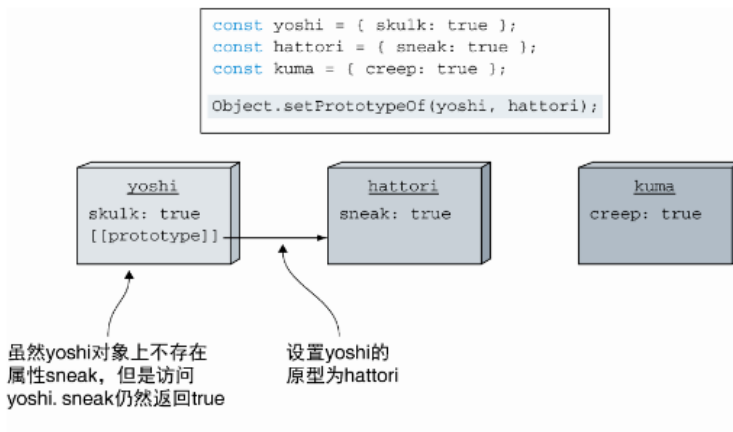 const yoshi = { skulk: true };
const hattori = { sneak: true };
const kuma = { creep: true };
Object.setPrototypeOf(yoshi, hattori);
yoshi
skulk: true
[[prototype]]
hattori
sneak: true
kuma
creep: true
虽然yoshi对象上不存在
属性sneak，但是访问
yoshi. sneak仍然返回true
设置yoshi的
原型为hattori